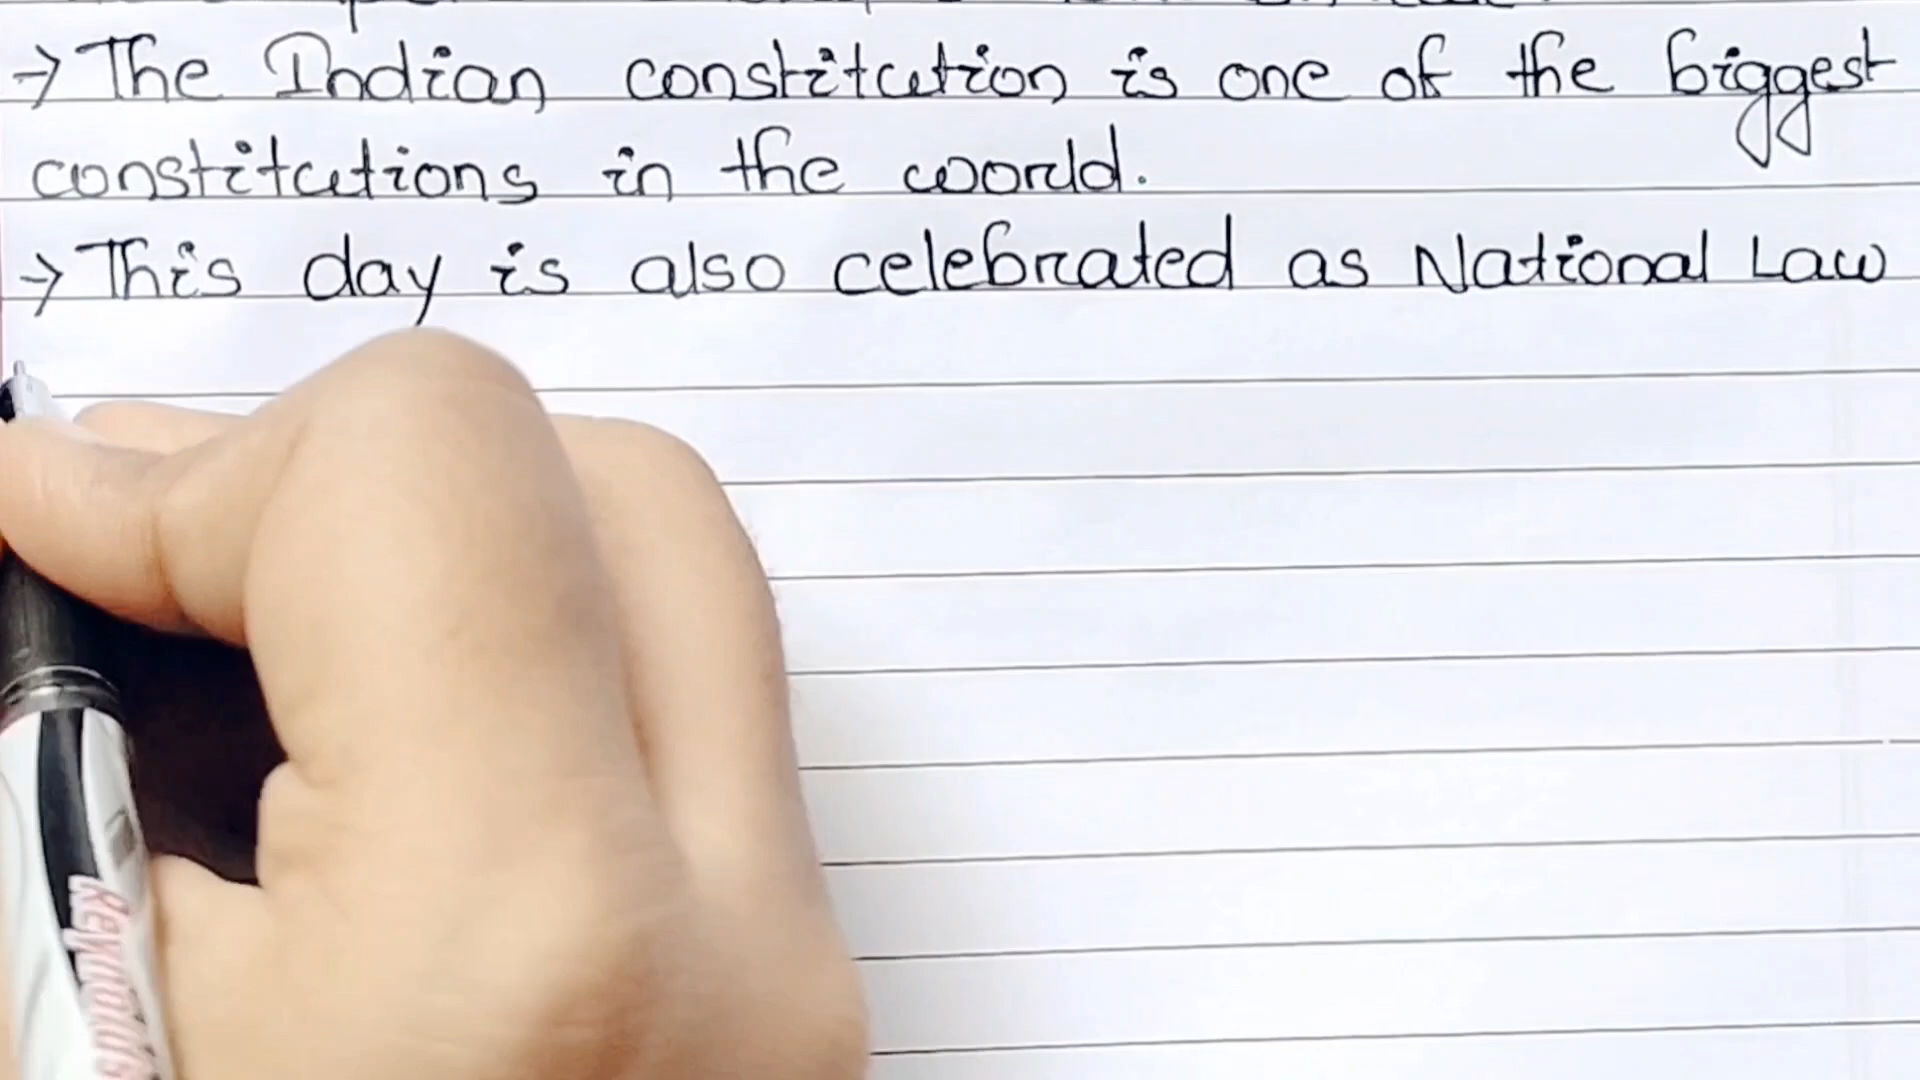 → The Indian constitution is one of the biggest
constitutions in the world.
→ This day is also celebrated as National Law
Reynolds